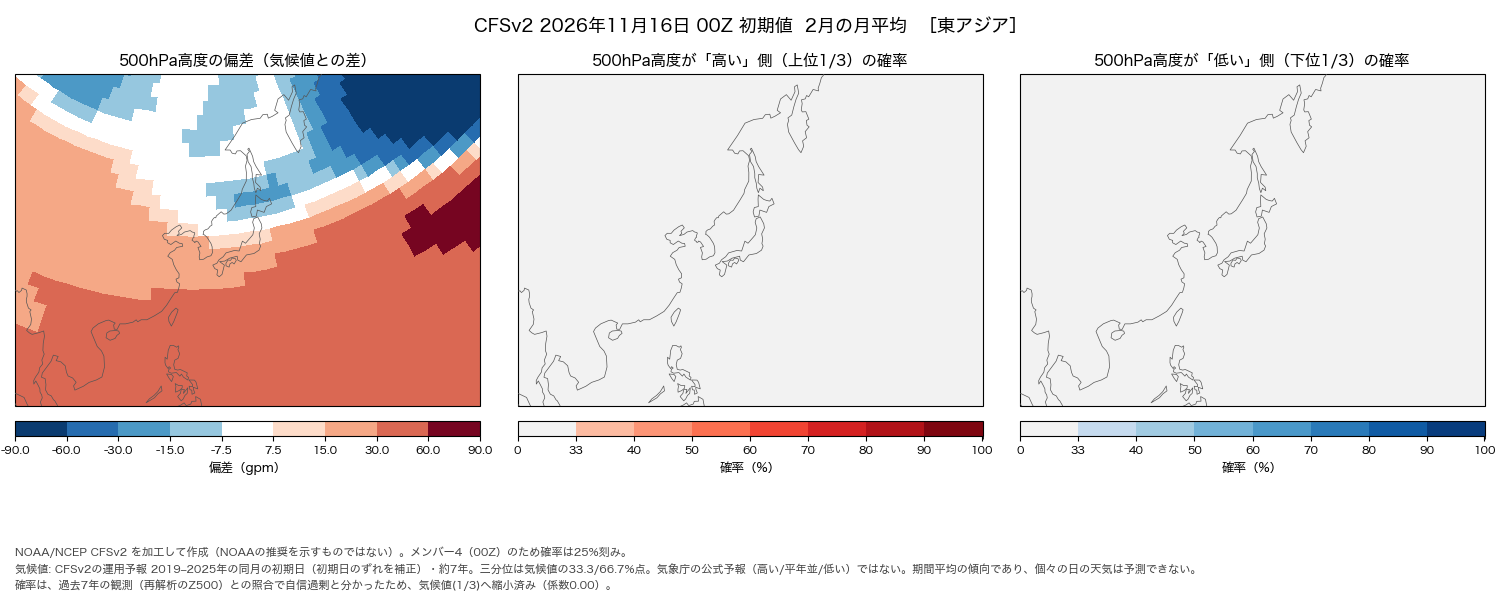 CFSv2 2026年11月16日 00Z 初期値 2月の月平均 ［東アジア］
500hPa高度の偏差（気候値との差）
500hPa高度が「高い」側（上位1/3）の確率
500hPa高度が「低い」側（下位1/3）の確率
-90.0 -60.0 -30.0 -15.0 -7.5 7.5 15.0 30.0 60.0 90.0
偏差（gpm）
0 33 40 50 60 70 80 90 100
確率（%）
0 33 40 50 60 70 80 90 100
確率（%）
NOAA/NCEP CFSv2 を加工して作成（NOAAの推奨を示すものではない）。メンバー4（00Z）のため確率は25%刻み。
気候値: CFSv2の運用予報 2019–2025年の同月の初期日（初期日のずれを補正）・約7年。三分位は気候値の33.3/66.7%点。気象庁の公式予報（高い/平年並/低い）ではない。期間平均の傾向であり、個々の日の天気は予測できない。
確率は、過去7年の観測（再解析のZ500）との照合で自信過剰と分かったため、気候値(1/3)へ縮小済み（係数0.00）。